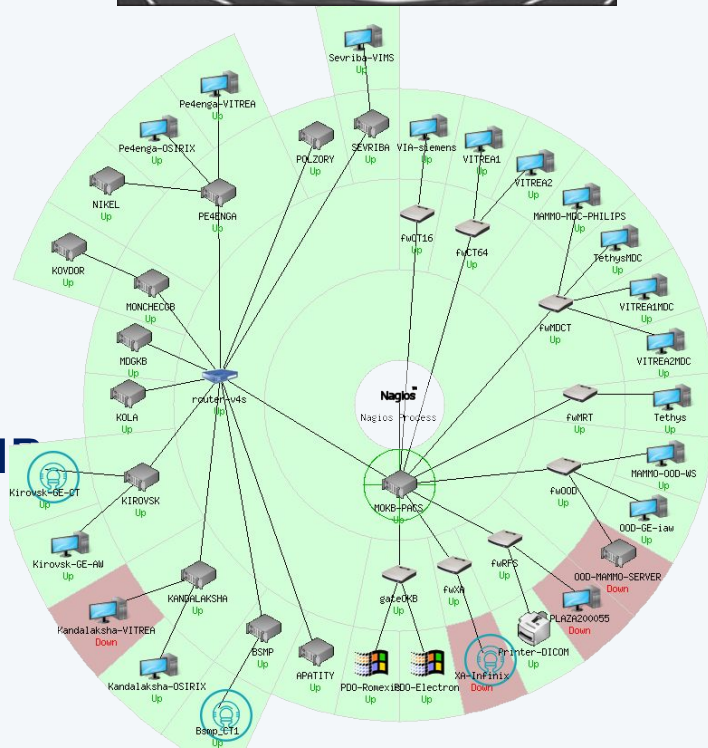 Sevriba-VIMS
Up
Pe4enga-VITREA
Up
Pe4enga-OSIRIX
Up
POLZORY
Up
SEVRIBA
Up
VIA-siemens
Up
VITREA1
Up
VITREA2
Up
NIKEL
Up
PE4ENGA
Up
MAMMO-MDC-PHILIPS
Up
fwCT16
Up
fwCT64
Up
TethysMDC
Up
KOVDOR
Up
MONCHEGOB
Up
VITREA1MDC
Up
fwMDCT
Up
MDGKB
Up
VITREA2MDC
Up
router-v4s
Up
Nagios
Nagios Process
KOLA
Up
fwMRT
Up
Tethys
Up
Kirovsk-GE-CT
Up
KIROVSK
Up
MOKB-PACS
Up
fwOOD
Up
MAMMO-OOD-WS
Up
OOD-GE-iaw
Up
Kirovsk-GE-AW
Up
fwRFS
Up
OOD-MAMMO-SERVER
Down
KANDALAKSHA
Up
gateOKB
Up
fwXA
Up
Kandalaksha-VITREA
Down
PLAZA200055
Down
BSMP
Up
APATITY
Up
Printer-DICOM
Up
Kandalaksha-OSIRIX
Up
PDO-Romexis
Up
PDO-Electron
Up
XA-Infinix
Down
Bsmp_CT1
Up